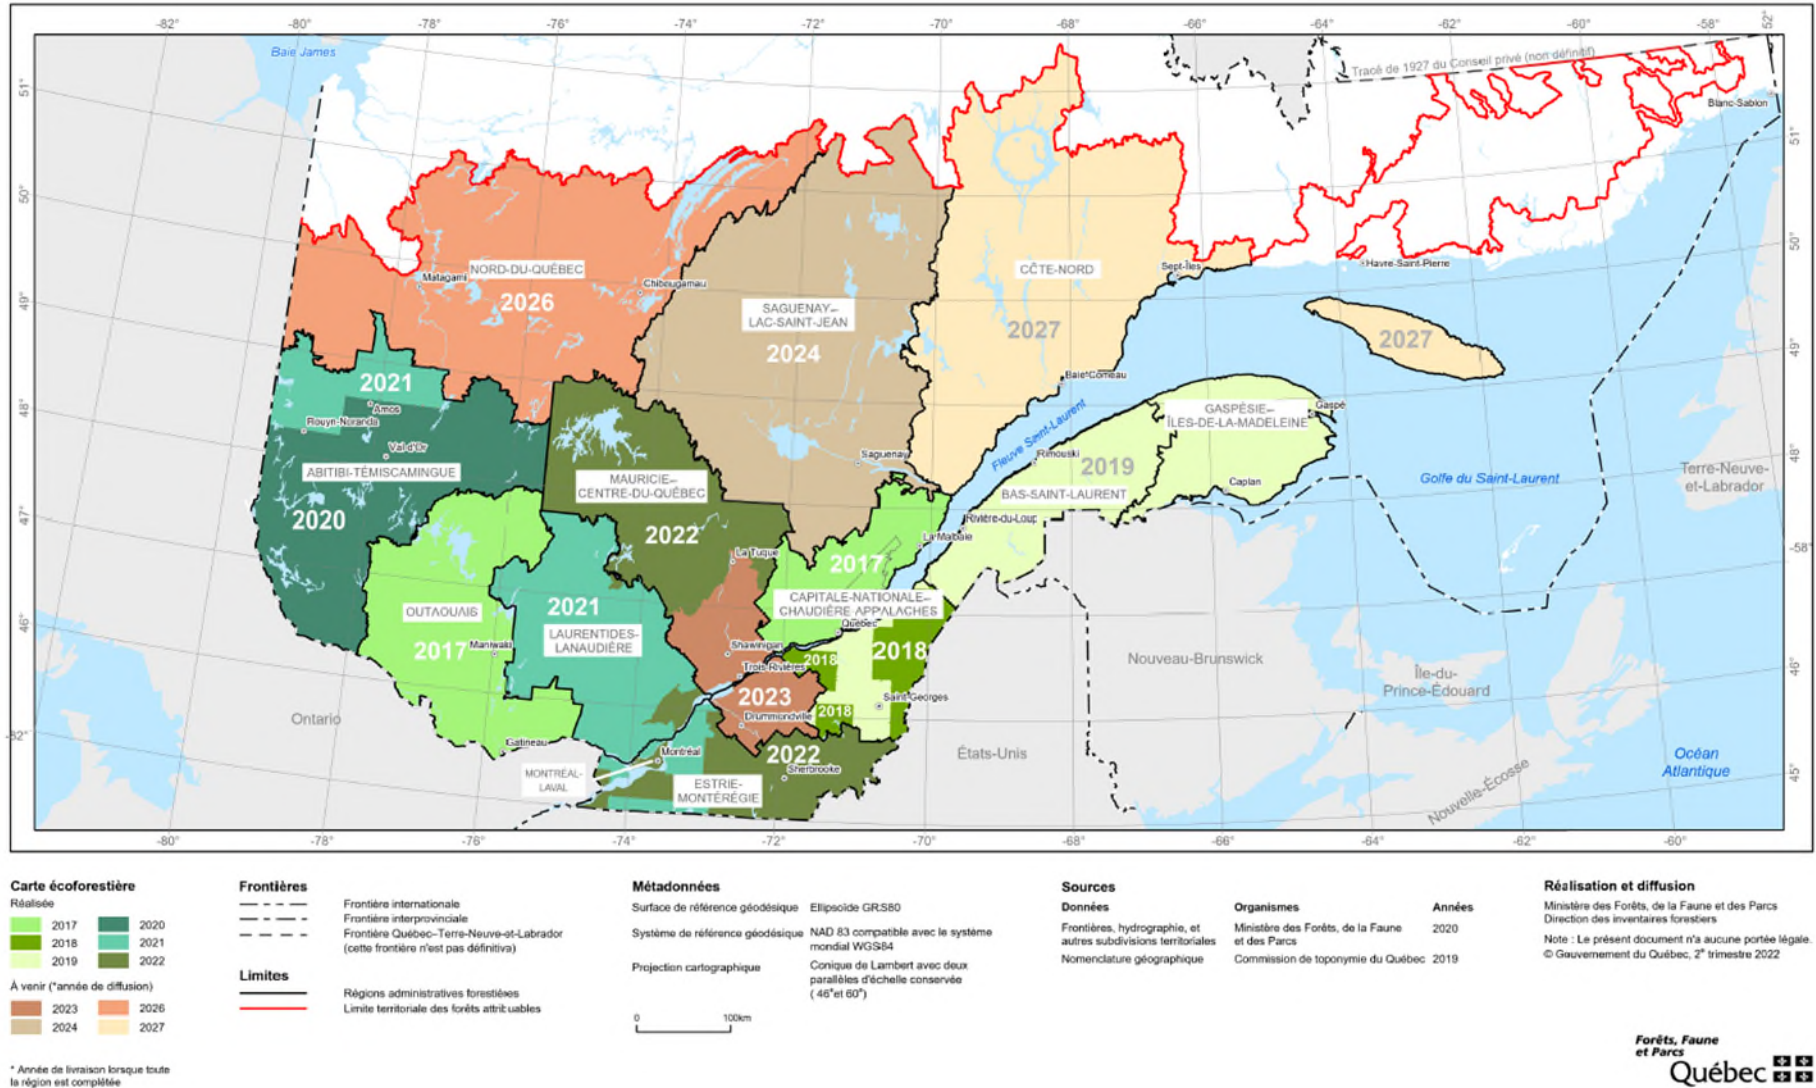 -82°
-80°
-78°
-76°
-74°
-72°
-70°
-68°
-66°
-64°
-62°
-60°
-58°
52°
Baie James
Tracé de 1927 du Conseil privé (non définitif)
51°
Blanc-Sablon
51°
50°
50°
NORD-DU-QUÉBEC
2026
Matagami
Chibougamau
CÔTE-NORD
2027
Sept-Îles
Havre-Saint-Pierre
SAGUENAY–
LAC-SAINT-JEAN
2024
49°
49°
2027
2021
Amos
Rouyn-Noranda
Val-d'Or
ABITIBI-TÉMISCAMINGUE
2020
Baie-Comeau
Fleuve Saint-Laurent
GASPÉSIE–
ÎLES-DE-LA-MADELEINE
Gaspé
48°
48°
Saguenay
Rimouski
2019
BAS-SAINT-LAURENT
Caplan
Golfe du Saint-Laurent
Terre-Neuve-
et-Labrador
MAURICIE–
CENTRE-DU-QUÉBEC
2022
47°
Rivière-du-Loup
La Malbaie
La Tuque
2017
-58°
OUTAOUAIS
2017
Maniwaki
2021
LAURENTIDES-
LANAUDIÈRE
CAPITALE-NATIONALE–
CHAUDIÈRE-APPALACHES
Québec
46°
46°
Shawinigan
Trois-Rivières
2018
2018
2018
2023
Drummondville
Saint-Georges
Nouveau-Brunswick
Île-du-
Prince-Édouard
Ontario
-82°
Gatineau
Montréal
2022
Sherbrooke
MONTRÉAL-
LAVAL
ESTRIE-
MONTÉRÉGIE
États-Unis
Nouvelle-Écosse
Océan
Atlantique
45°
-80°
-78°
-76°
-74°
-72°
-70°
-68°
-66°
-64°
-62°
-60°
Carte écoforestière
Réalisée
2017
2018
2019
2020
2021
2022
À venir (*année de diffusion)
2023
2024
2026
2027
* Année de livraison lorsque toute
la région est complétée
Frontières
Frontière internationale
Frontière interprovinciale
Frontière Québec–Terre-Neuve-et-Labrador
(cette frontière n'est pas définitive)
Limites
Régions administratives forestières
Limite territoriale des forêts attribuables
Métadonnées
Surface de référence géodésique Ellipsoïde GRS80
Système de référence géodésique NAD 83 compatible avec le système
mondial WGS84
Projection cartographique Conique de Lambert avec deux
parallèles d'échelle conservée
( 46°et 60°)
0 100km
Sources
Données Organismes Années
Frontières, hydrographie, et Ministère des Forêts, de la Faune 2020
autres subdivisions territoriales et des Parcs
Nomenclature géographique Commission de toponymie du Québec 2019
Réalisation et diffusion
Ministère des Forêts, de la Faune et des Parcs
Direction des inventaires forestiers
Note : Le présent document n'a aucune portée légale.
© Gouvernement du Québec, 2e trimestre 2022
Forêts, Faune
et Parcs
Québec